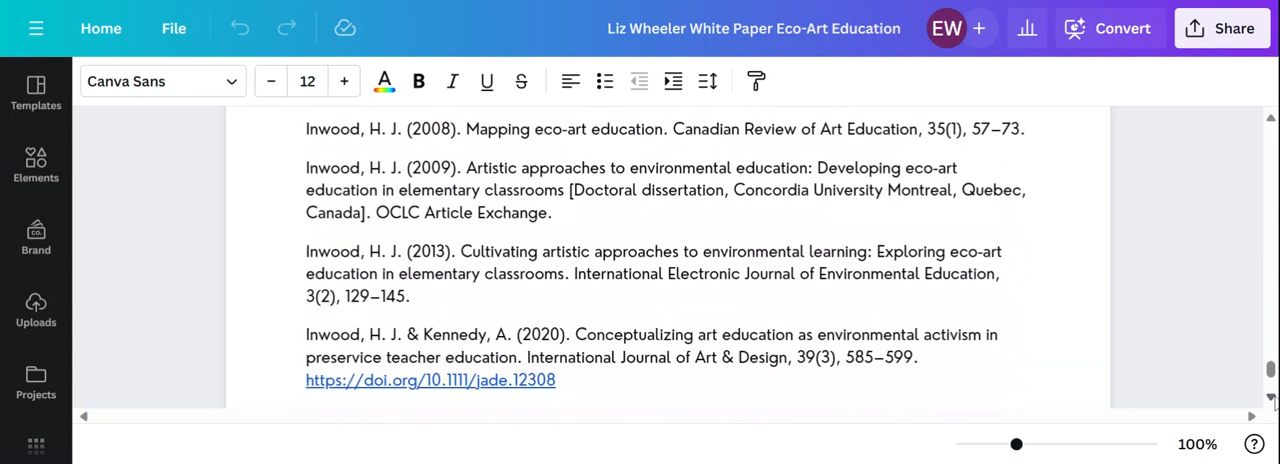 Home File Liz Wheeler White Paper Eco-Art Education EW + Convert Share
Canva Sans − 12 + A B I U S
Templates
Elements
CO.
Brand
Uploads
Projects
Inwood, H. J. (2008). Mapping eco-art education. Canadian Review of Art Education, 35(1), 57–73.
Inwood, H. J. (2009). Artistic approaches to environmental education: Developing eco-art
education in elementary classrooms [Doctoral dissertation, Concordia University Montreal, Quebec,
Canada]. OCLC Article Exchange.
Inwood, H. J. (2013). Cultivating artistic approaches to environmental learning: Exploring eco-art
education in elementary classrooms. International Electronic Journal of Environmental Education,
3(2), 129–145.
Inwood, H. J. & Kennedy, A. (2020). Conceptualizing art education as environmental activism in
preservice teacher education. International Journal of Art & Design, 39(3), 585–599.
https://doi.org/10.1111/jade.12308
100% ?